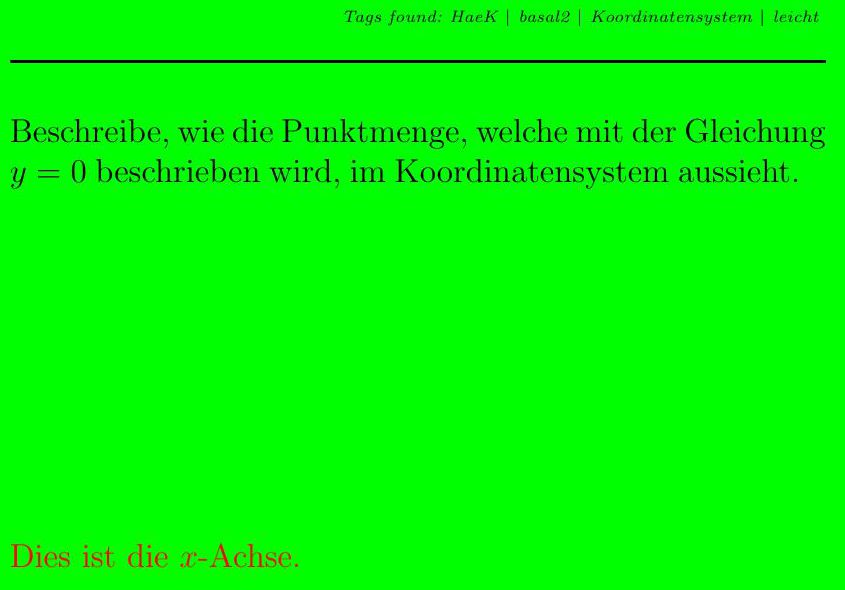 Tags found: HaeK | basal2 | Koordinatensystem | leicht
Beschreibe, wie die Punktmenge, welche mit der Gleichung
y = 0 beschrieben wird, im Koordinatensystem aussieht.
Dies ist die x-Achse.